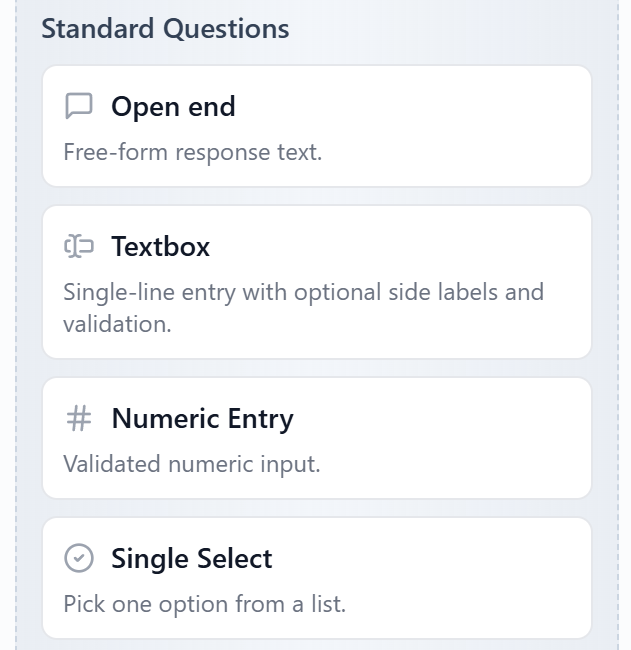 Standard Questions
Open end
Free-form response text.
Textbox
Single-line entry with optional side labels and
validation.
Numeric Entry
Validated numeric input.
Single Select
Pick one option from a list.